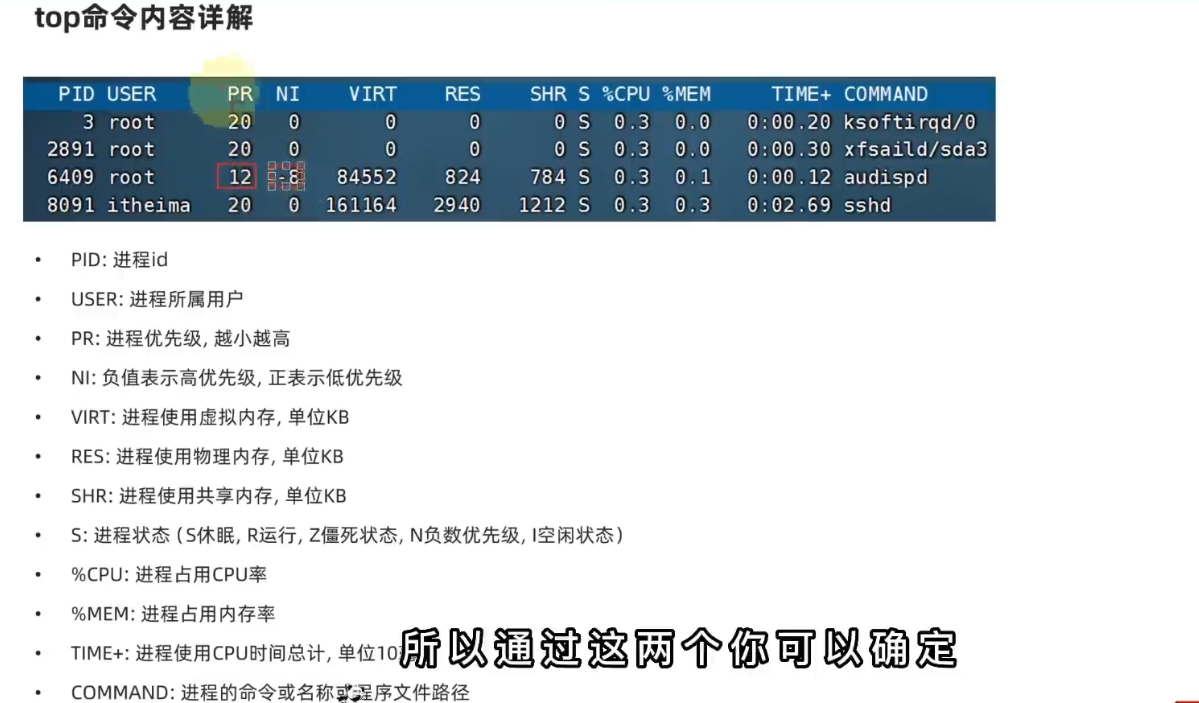 top命令内容详解
PID USER PR NI VIRT RES SHR S %CPU %MEM TIME+ COMMAND
3 root 20 0 0 0 0 S 0.3 0.0 0:00.20 ksoftirqd/0
2891 root 20 0 0 0 0 S 0.3 0.0 0:00.30 xfsaild/sda3
6409 root 12 -8 84552 824 784 S 0.3 0.1 0:00.12 audispd
8091 itheima 20 0 161164 2940 1212 S 0.3 0.3 0:02.69 sshd
• PID: 进程id
• USER: 进程所属用户
• PR: 进程优先级, 越小越高
• NI: 负值表示高优先级, 正表示低优先级
• VIRT: 进程使用虚拟内存, 单位KB
• RES: 进程使用物理内存, 单位KB
• SHR: 进程使用共享内存, 单位KB
• S: 进程状态（S休眠, R运行, Z僵死状态, N负数优先级, I空闲状态）
• %CPU: 进程占用CPU率
• %MEM: 进程占用内存率
• TIME+: 进程使用CPU时间总计, 单位10
所以通过这两个你可以确定
• COMMAND: 进程的命令或名称或程序文件路径